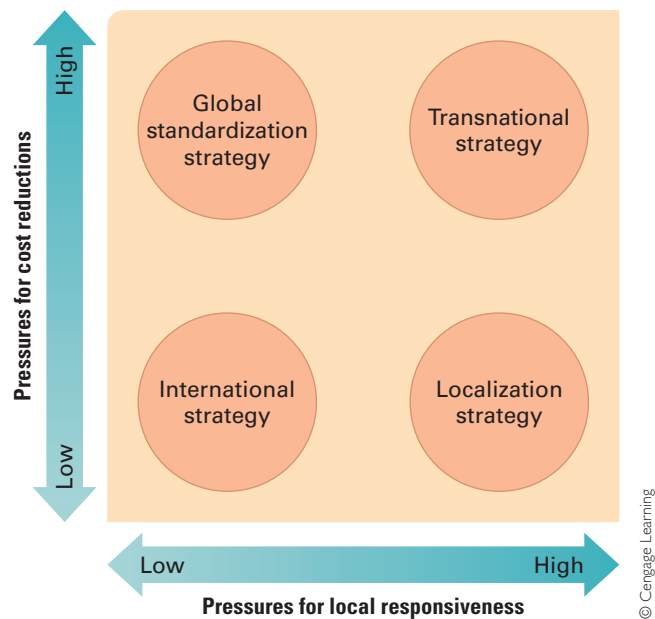 High
Pressures for cost reductions
Low
Global
standardization
strategy
Transnational
strategy
International
strategy
Localization
strategy
Low
High
Pressures for local responsiveness
© Cengage Learning